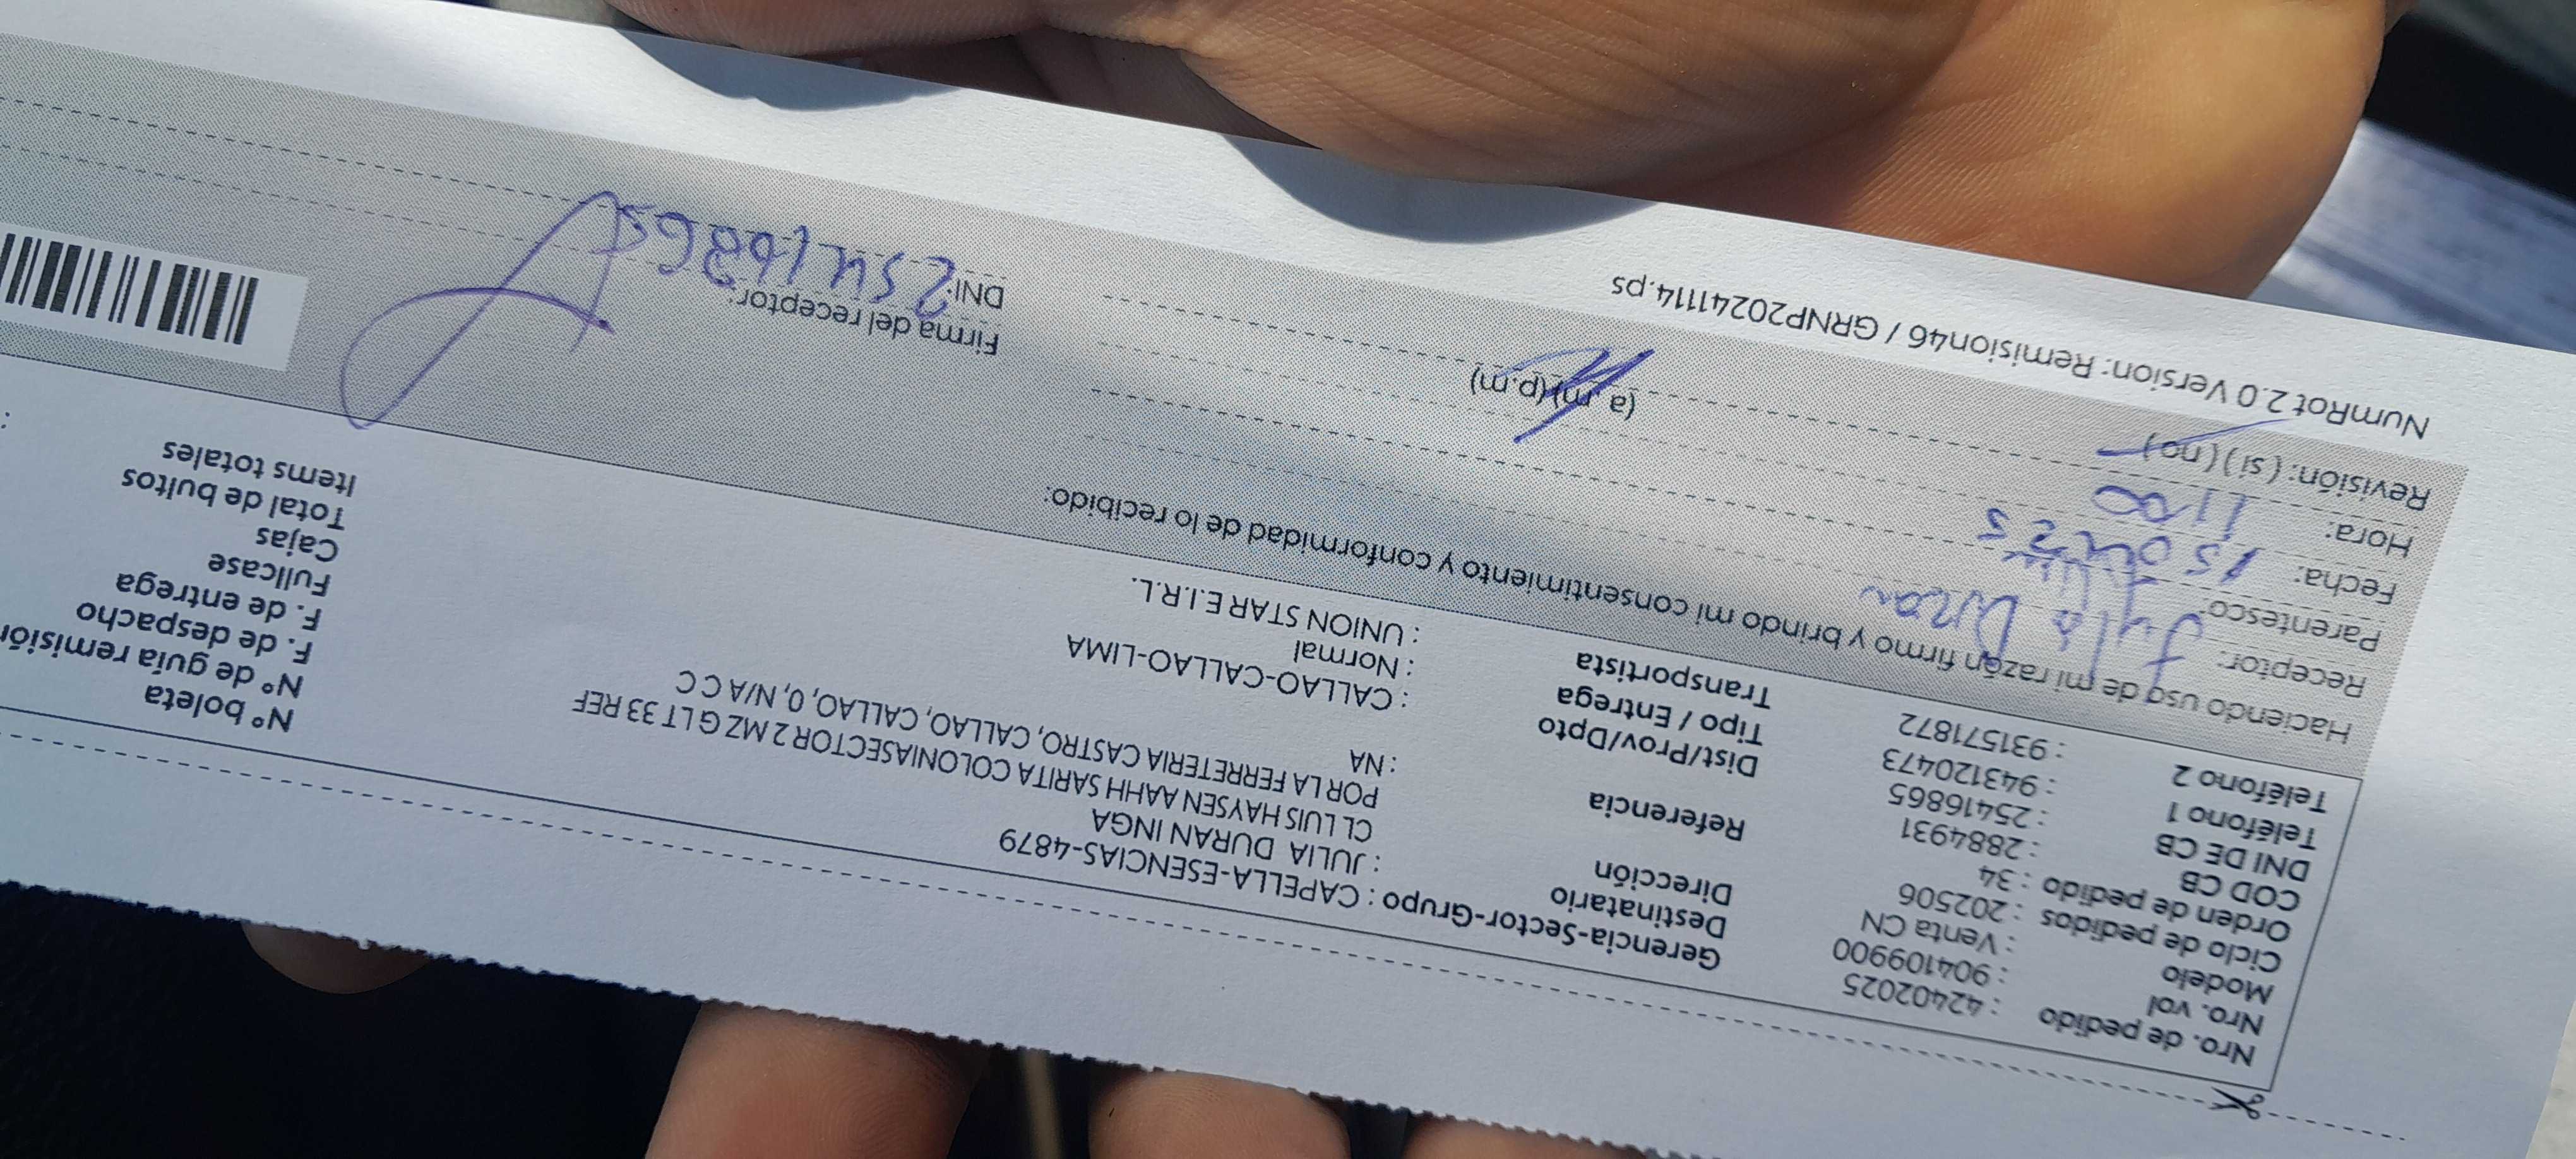 Nro. de pedido : 42402025
Nro. vol : 904109900
Modelo : Venta CN
Ciclo de pedidos : 202506
Orden de pedido : 34
COD CB : 2884931
DNI DE CB : 25416865
Teléfono 1 : 943120473
Teléfono 2 : 931571872
Gerencia-Sector-Grupo : CAPELLA-ESENCIAS-4879
Destinatario : JULIA DURAN INGA
Dirección CL LUIS HAYSEN AAHH SARITA COLONIASECTOR 2 MZ G LT 33 REF
POR LA FERRETERIA CASTRO, CALLAO, CALLAO, 0, N/A C C
Referencia : NA
Dist/Prov/Dpto : CALLAO-CALLAO-LIMA
Tipo / Entrega : Normal
Transportista : UNION STAR E.I.R.L.
N° boleta
N° de guía remisión
F. de despacho
F. de entrega
Fullcase
Cajas
Total de bultos
Items totales :
Haciendo uso de mi razón firmo y brindo mi consentimiento y conformidad de lo recibido:
Receptor: Julia Duran
Parentesco:
Fecha: 15
Hora: 11 00 (a.m)(p.m)
Revisión: (si) (no)
Firma del receptor:
DNI: 25416865
NumRot 2.0 Version: Remision46 / GRNP20241114.ps